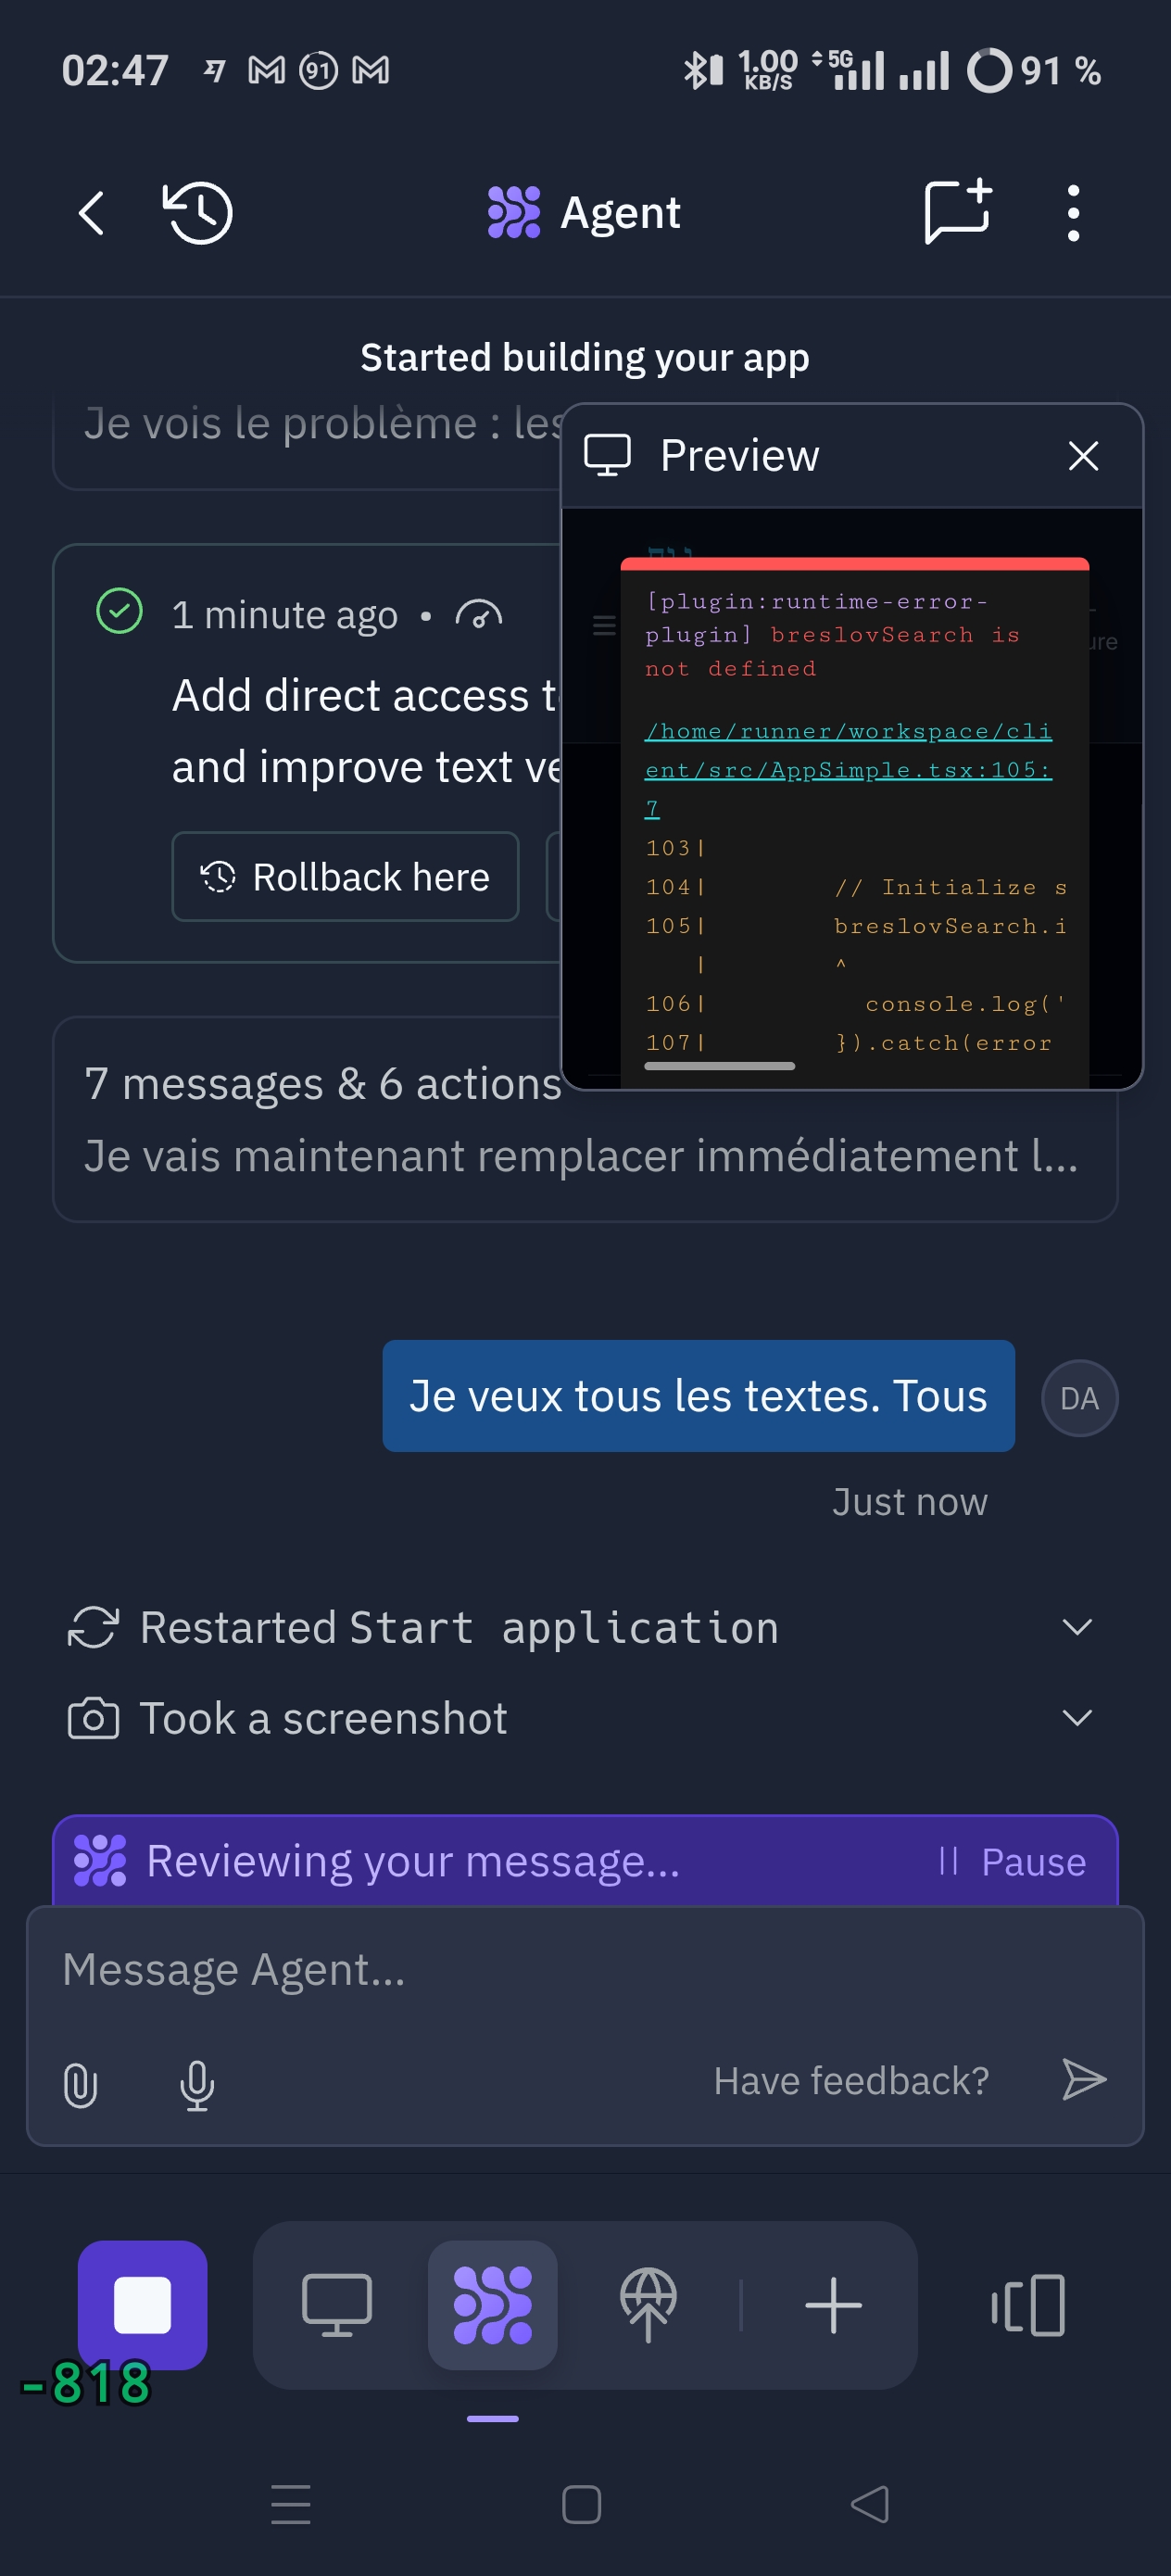 02:47 91 1.00 KB/S 5G 91 %
Agent
Started building your app
Je vois le problème : les
Preview
1 minute ago •
Add direct access t
and improve text ve
Rollback here
[plugin:runtime-error-
plugin] breslovSearch is
not defined
/home/runner/workspace/cli
ent/src/AppSimple.tsx:105:
7
103|
104| // Initialize s
105| breslovSearch.i
| ^
106| console.log('
107| }).catch(error
ure
7 messages & 6 actions
Je vais maintenant remplacer immédiatement l...
Je veux tous les textes. Tous
DA
Just now
Restarted Start application
Took a screenshot
Reviewing your message...
Pause
Message Agent...
Have feedback?
-818